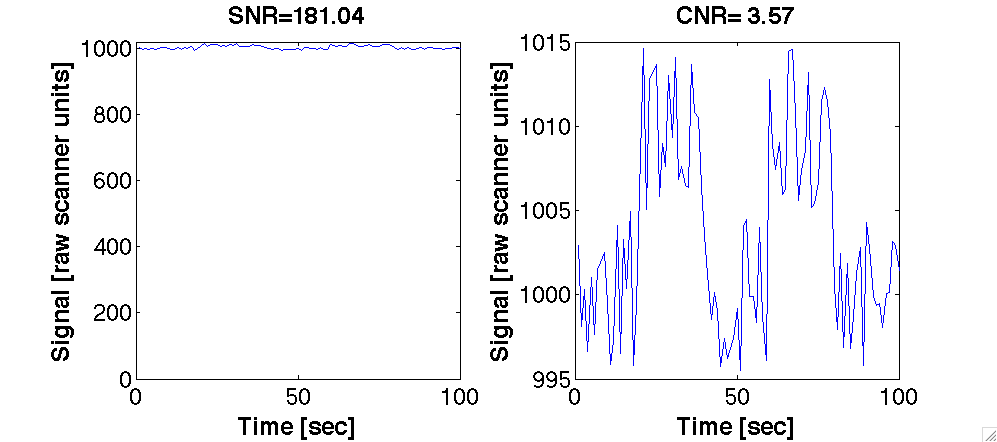 SNR=181.04
Signal [raw scanner units]
1000
800
600
400
200
0
0
50
100
Time [sec]
CNR= 3.57
Signal [raw scanner units]
1015
1010
1005
1000
995
0
50
100
Time [sec]